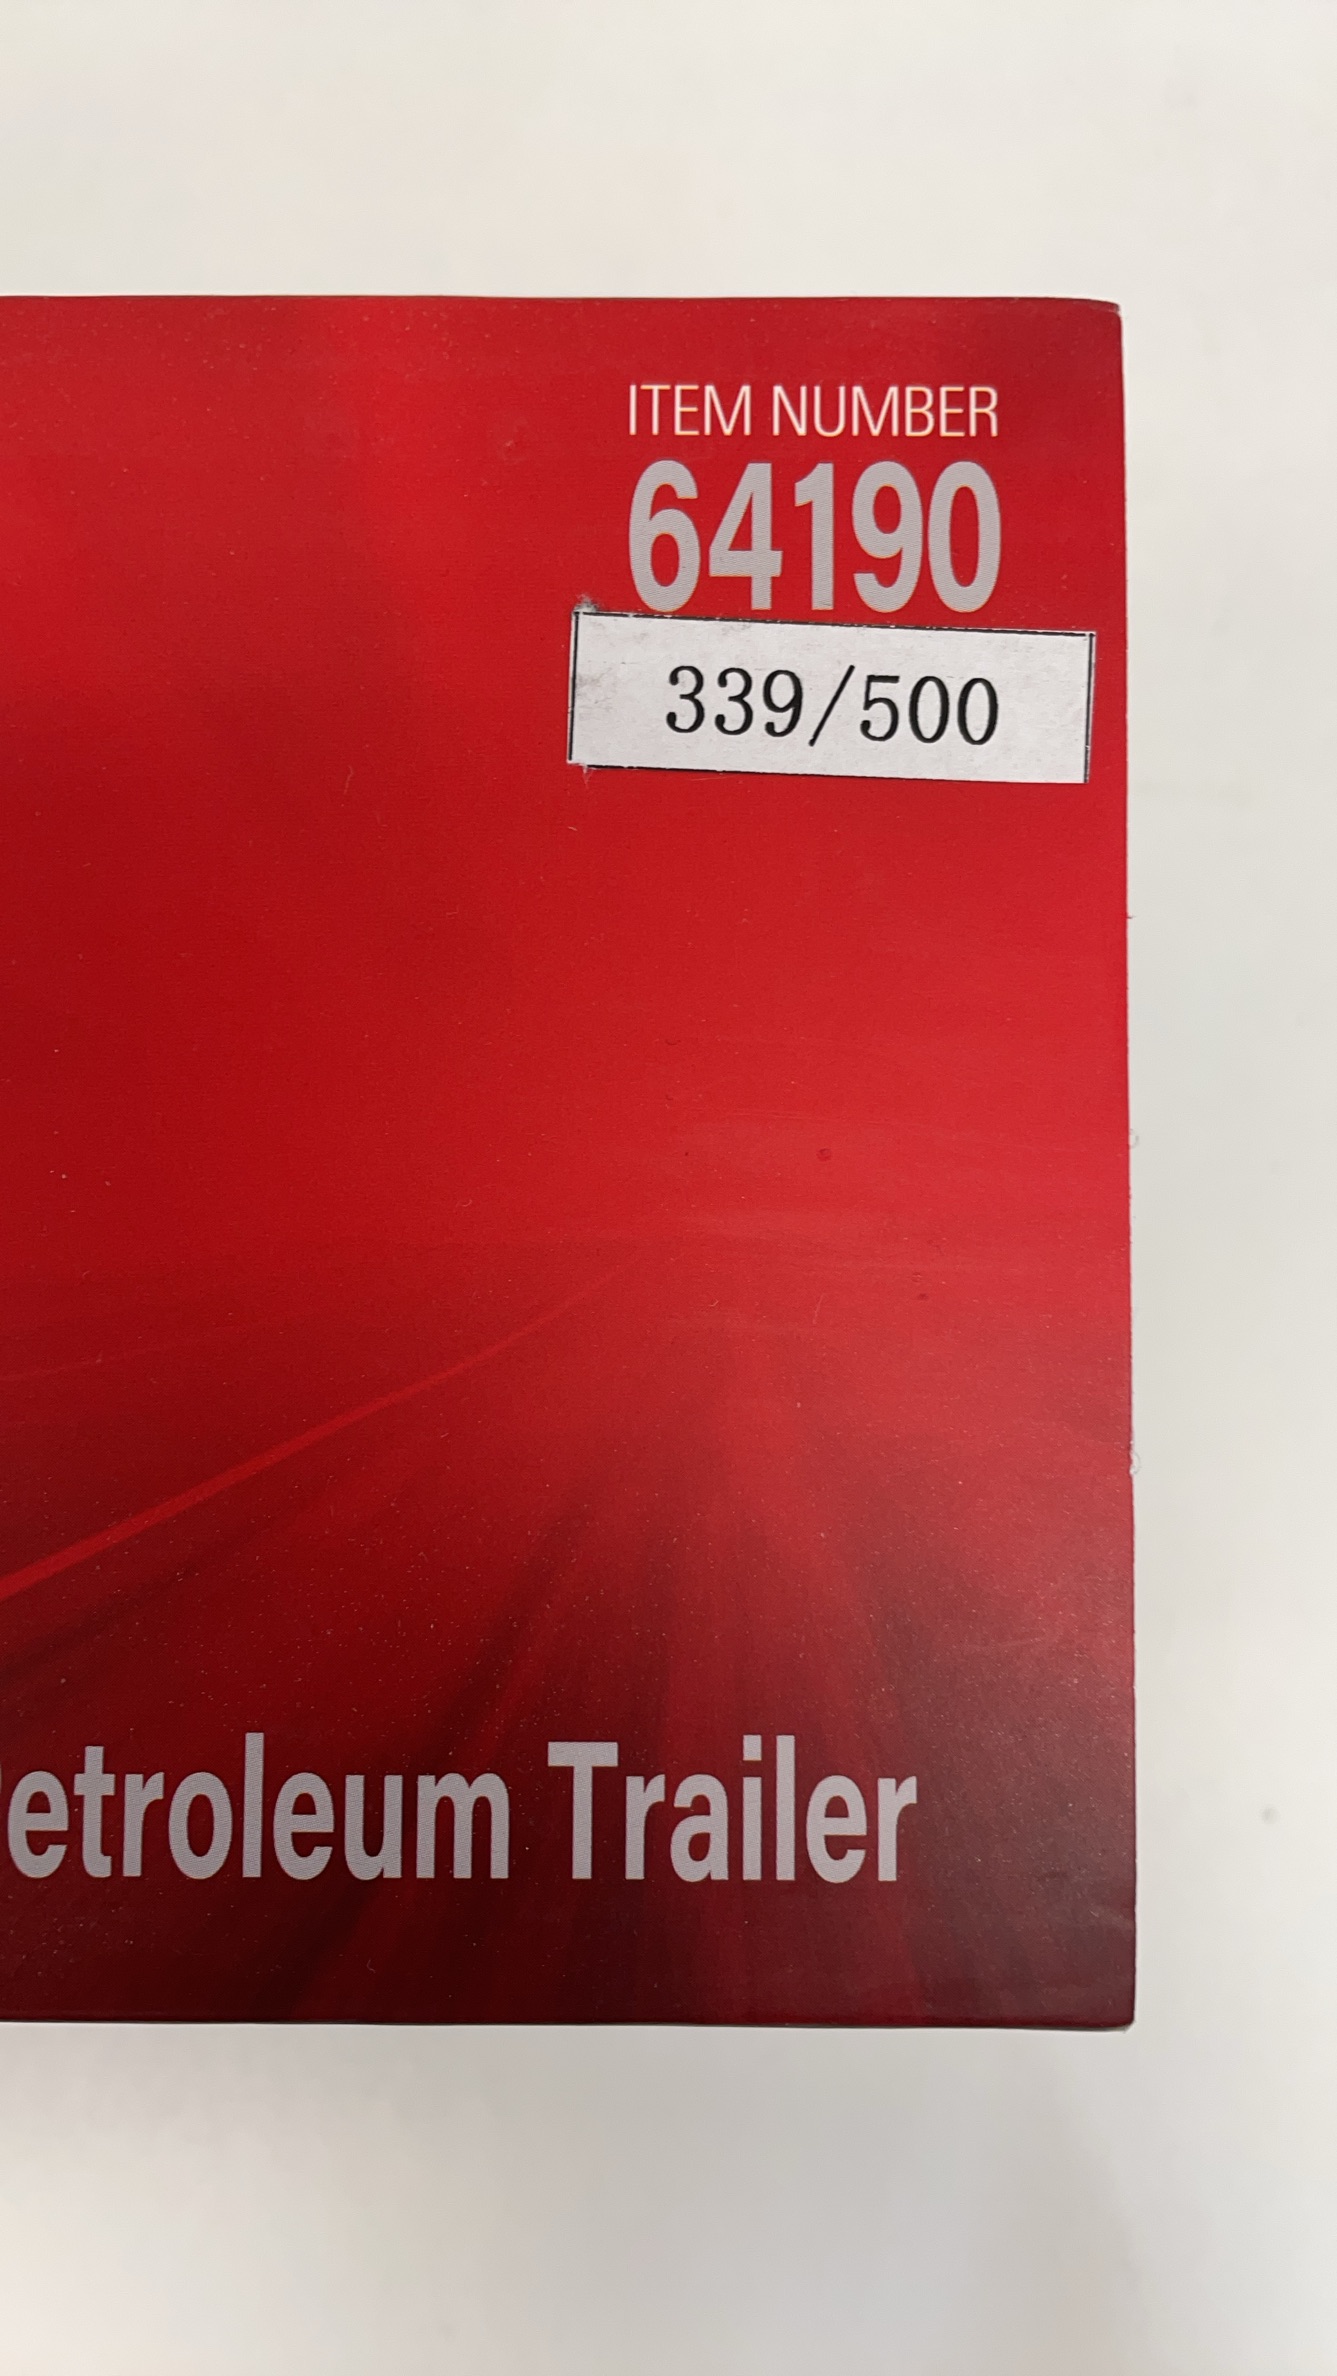 ITEM NUMBER
64190
339/500
etroleum Trailer